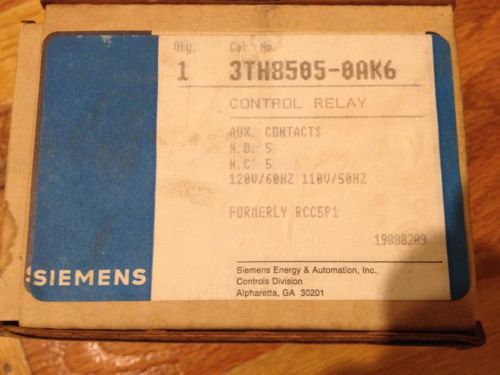 Qty. Cat. No.
1 3TH8505-0AK6
CONTROL RELAY
AUX. CONTACTS
N.O. 5
N.C. 5
120V/60HZ 110V/50HZ
FORMERLY RCC5P1
19880209
SIEMENS
Siemens Energy & Automation, Inc.
Controls Division
Alpharetta, GA 30201